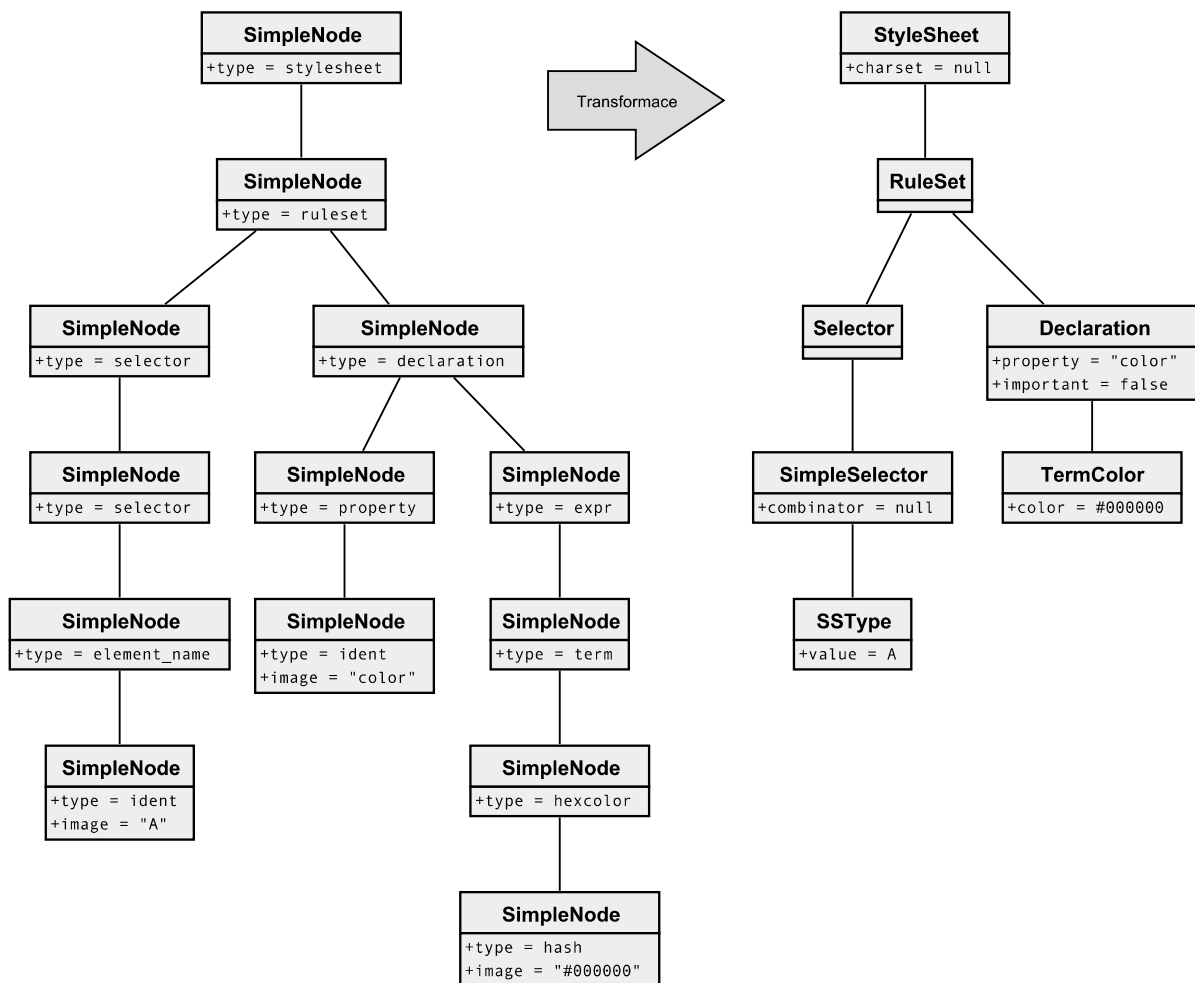 SimpleNode
+type = stylesheet
Transformace
StyleSheet
+charset = null
SimpleNode
+type = ruleset
RuleSet
SimpleNode
+type = selector
SimpleNode
+type = declaration
Selector
Declaration
+property = "color"
+important = false
SimpleNode
+type = selector
SimpleNode
+type = property
SimpleNode
+type = expr
SimpleSelector
+combinator = null
TermColor
+color = #000000
SimpleNode
+type = element_name
SimpleNode
+type = ident
+image = "color"
SimpleNode
+type = term
SSType
+value = A
SimpleNode
+type = ident
+image = "A"
SimpleNode
+type = hexcolor
SimpleNode
+type = hash
+image = "#000000"